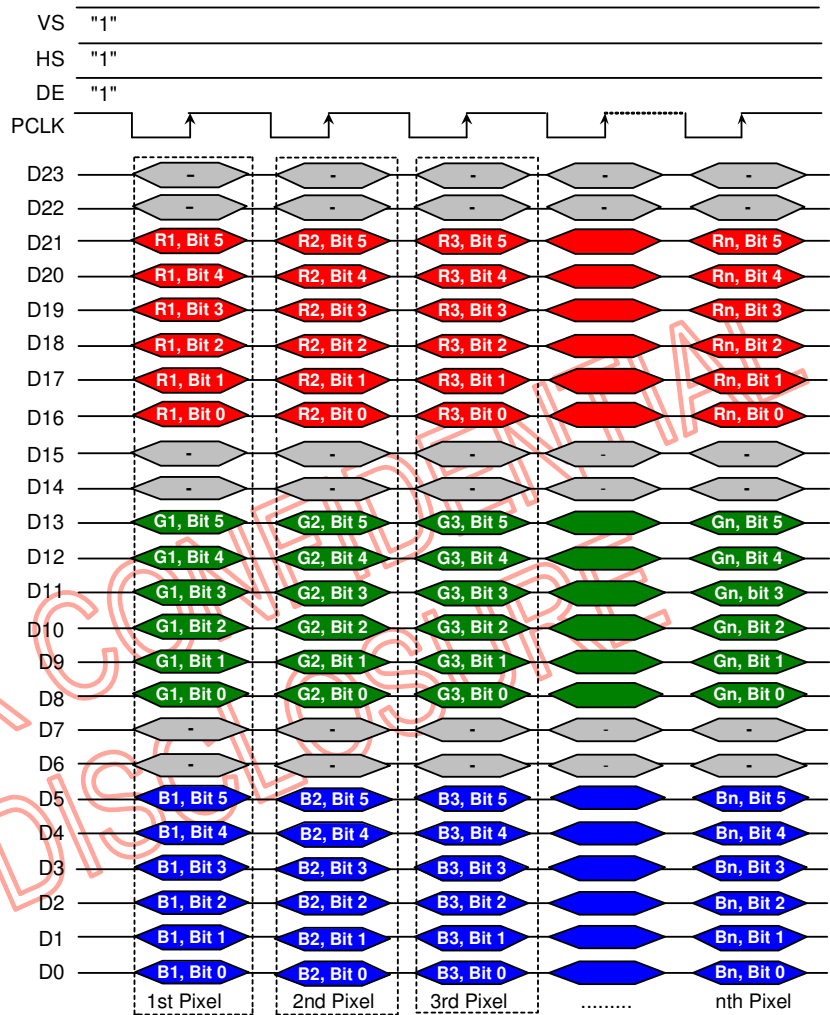 VS "1"
HS "1"
DE "1"
PCLK
D23 - - - - -
D22 - - - - -
D21 R1, Bit 5 R2, Bit 5 R3, Bit 5 Rn, Bit 5
D20 R1, Bit 4 R2, Bit 4 R3, Bit 4 Rn, Bit 4
D19 R1, Bit 3 R2, Bit 3 R3, Bit 3 Rn, Bit 3
D18 R1, Bit 2 R2, Bit 2 R3, Bit 2 Rn, Bit 2
D17 R1, Bit 1 R2, Bit 1 R3, Bit 1 Rn, Bit 1
D16 R1, Bit 0 R2, Bit 0 R3, Bit 0 Rn, Bit 0
D15 - - - - -
D14 - - - - -
D13 G1, Bit 5 G2, Bit 5 G3, Bit 5 Gn, Bit 5
D12 G1, Bit 4 G2, Bit 4 G3, Bit 4 Gn, Bit 4
D11 G1, Bit 3 G2, Bit 3 G3, Bit 3 Gn, bit 3
D10 G1, Bit 2 G2, Bit 2 G3, Bit 2 Gn, Bit 2
D9 G1, Bit 1 G2, Bit 1 G3, Bit 1 Gn, Bit 1
D8 G1, Bit 0 G2, Bit 0 G3, Bit 0 Gn, Bit 0
D7 - - - - -
D6 - - - - -
D5 B1, Bit 5 B2, Bit 5 B3, Bit 5 Bn, Bit 5
D4 B1, Bit 4 B2, Bit 4 B3, Bit 4 Bn, Bit 4
D3 B1, Bit 3 B2, Bit 3 B3, Bit 3 Bn, Bit 3
D2 B1, Bit 2 B2, Bit 2 B3, Bit 2 Bn, Bit 2
D1 B1, Bit 1 B2, Bit 1 B3, Bit 1 Bn, Bit 1
D0 B1, Bit 0 B2, Bit 0 B3, Bit 0 Bn, Bit 0
1st Pixel 2nd Pixel 3rd Pixel ......... nth Pixel
CONFIDENTIAL
DISCLOSURE